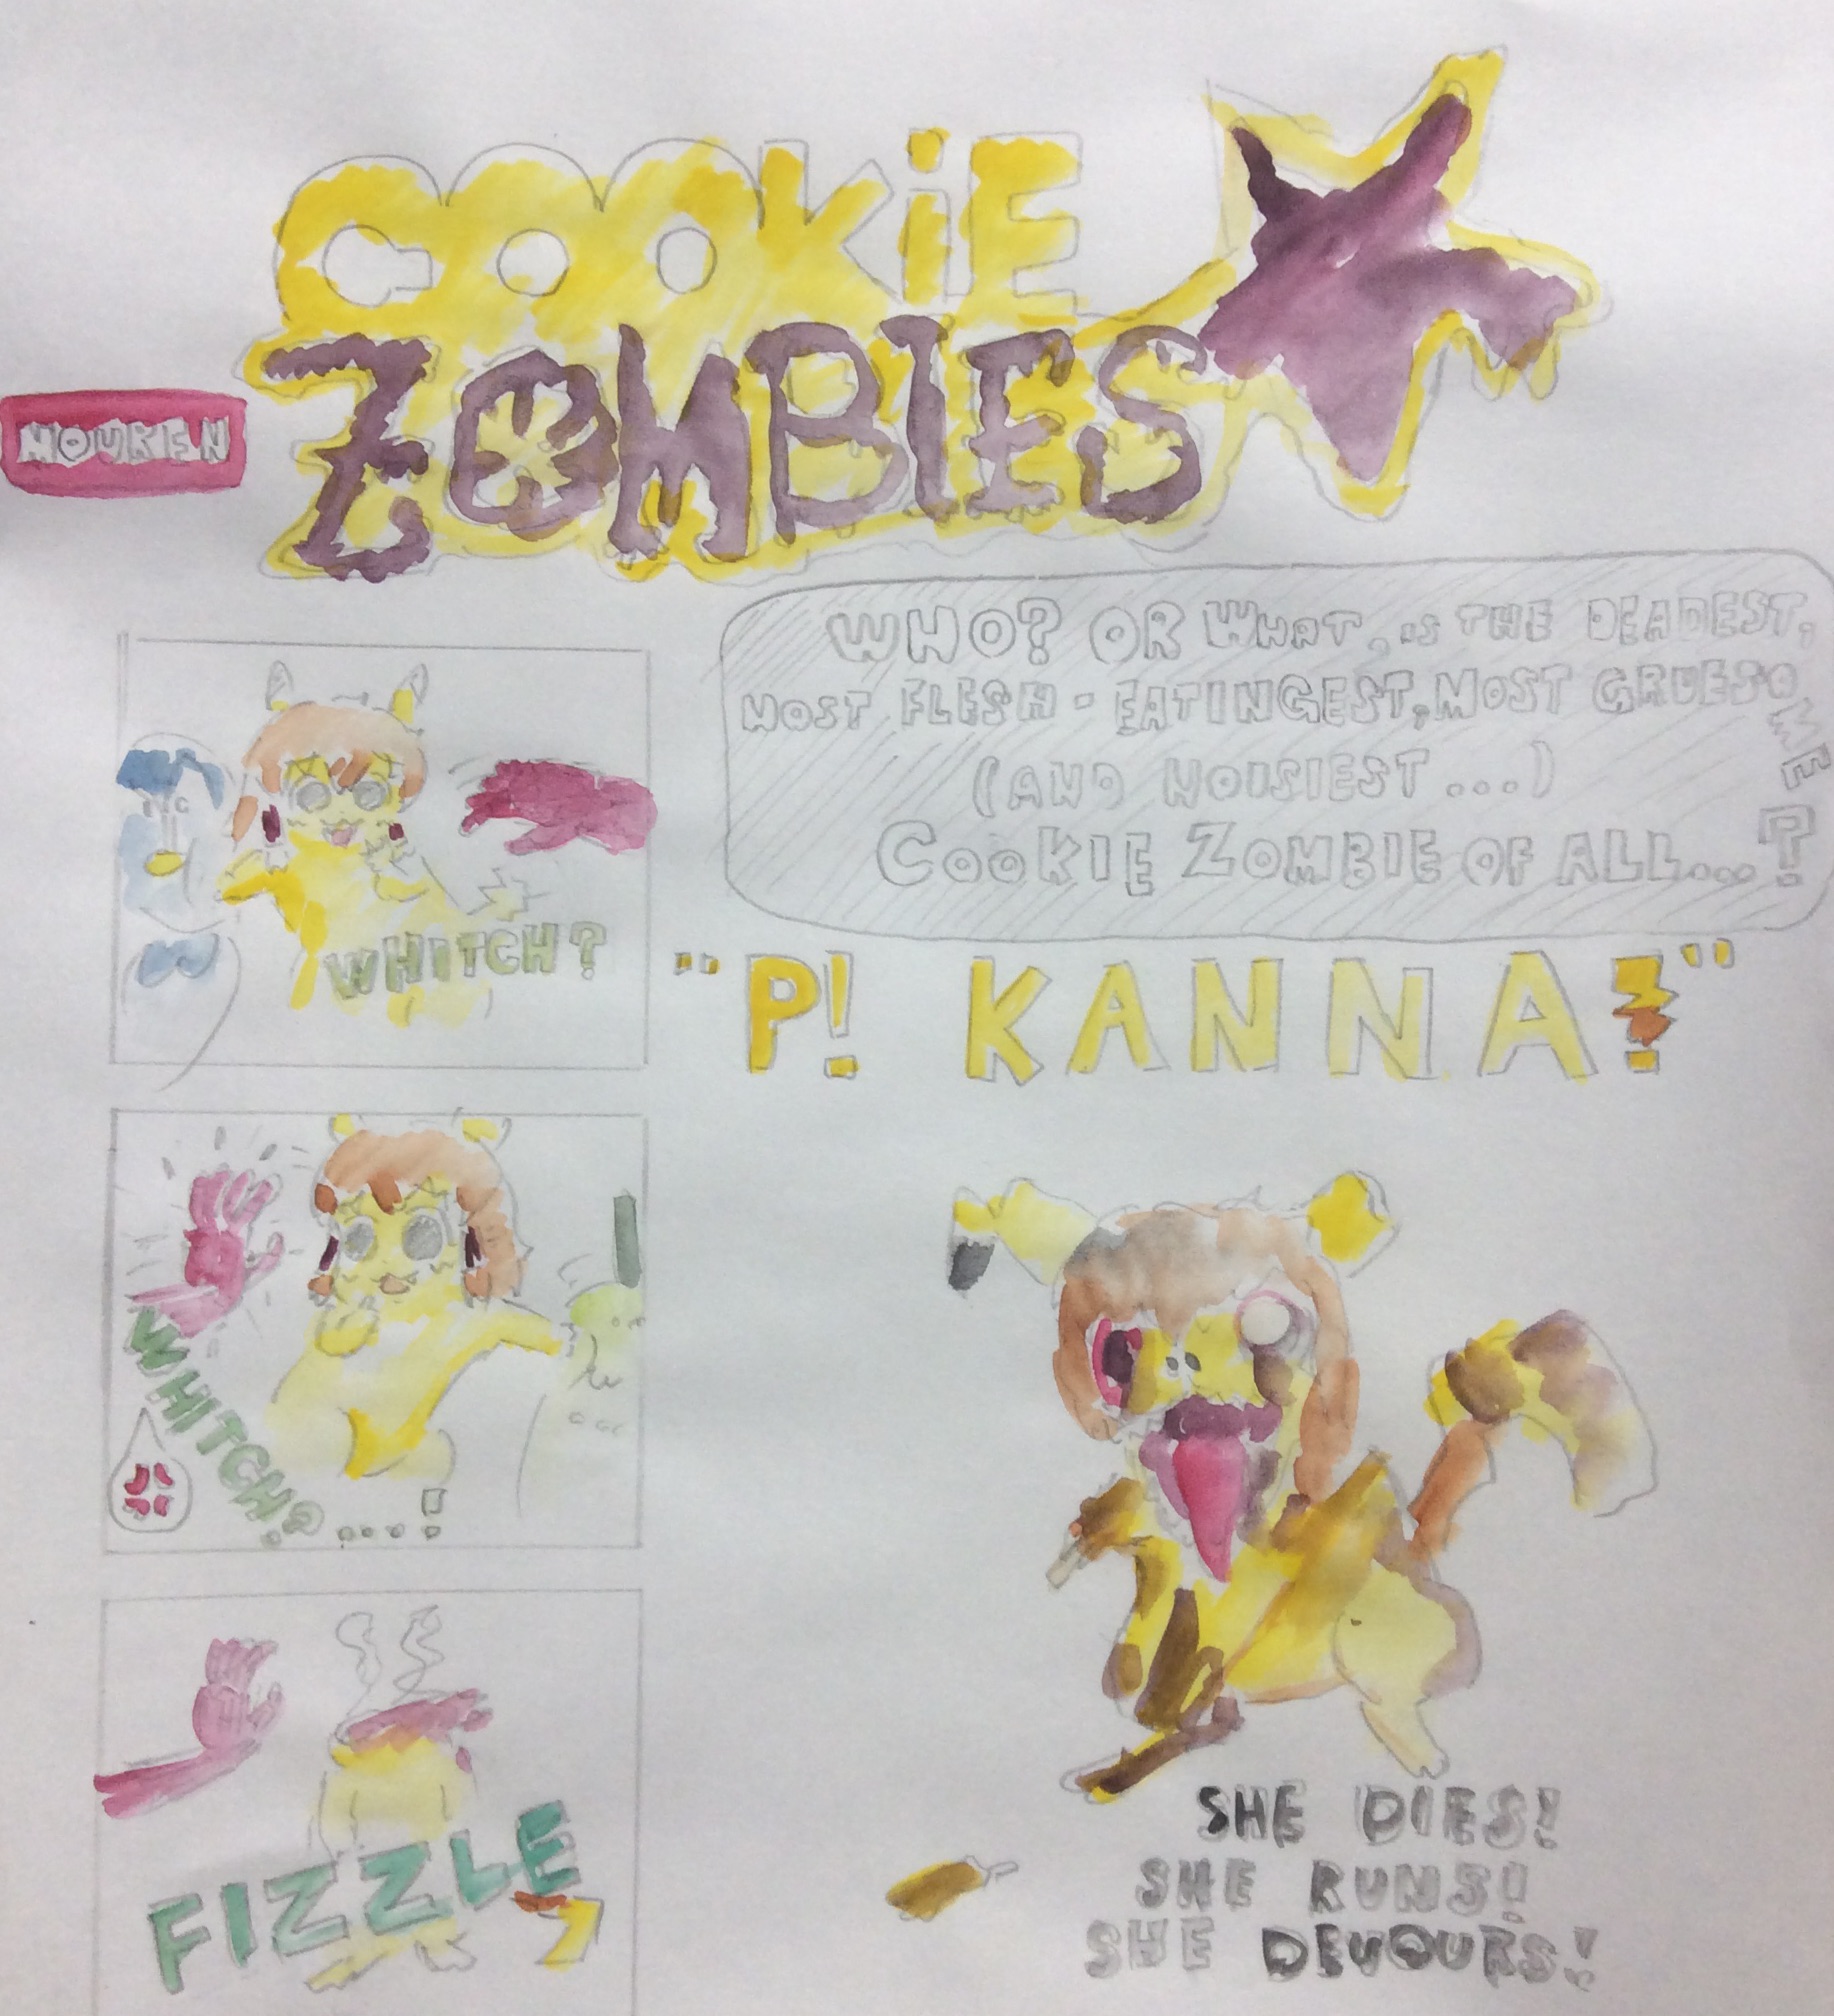 COOKiE
ZOMBIES
MOUKEN
WHO? OR WHAT, IS THE DEADEST,
MOST FLESH-EATINGEST, MOST GRUESOME
(AND NOISIEST...)
COOKIE ZOMBIE OF ALL...?
"P! KANNA!"
WHITCH?
WHITCH?....!
FIZZLE
SHE DIES!
SHE RUNS!
SHE DEVOURS!